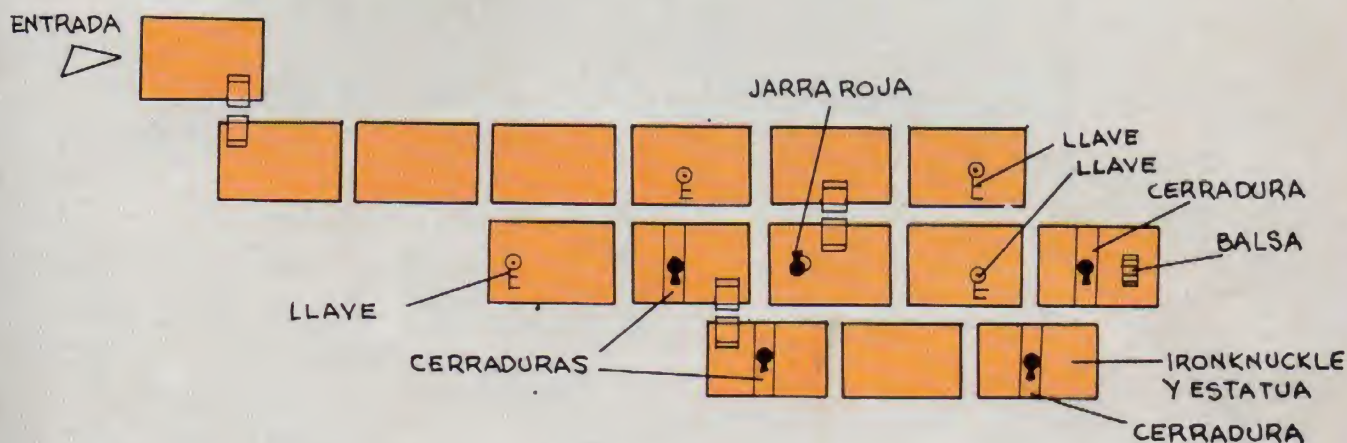 ENTRADA
JARRA ROJA
LLAVE
LLAVE
CERRADURA
BALSA
LLAVE
CERRADURAS
IRONKNUCKLE
Y ESTATUA
CERRADURA